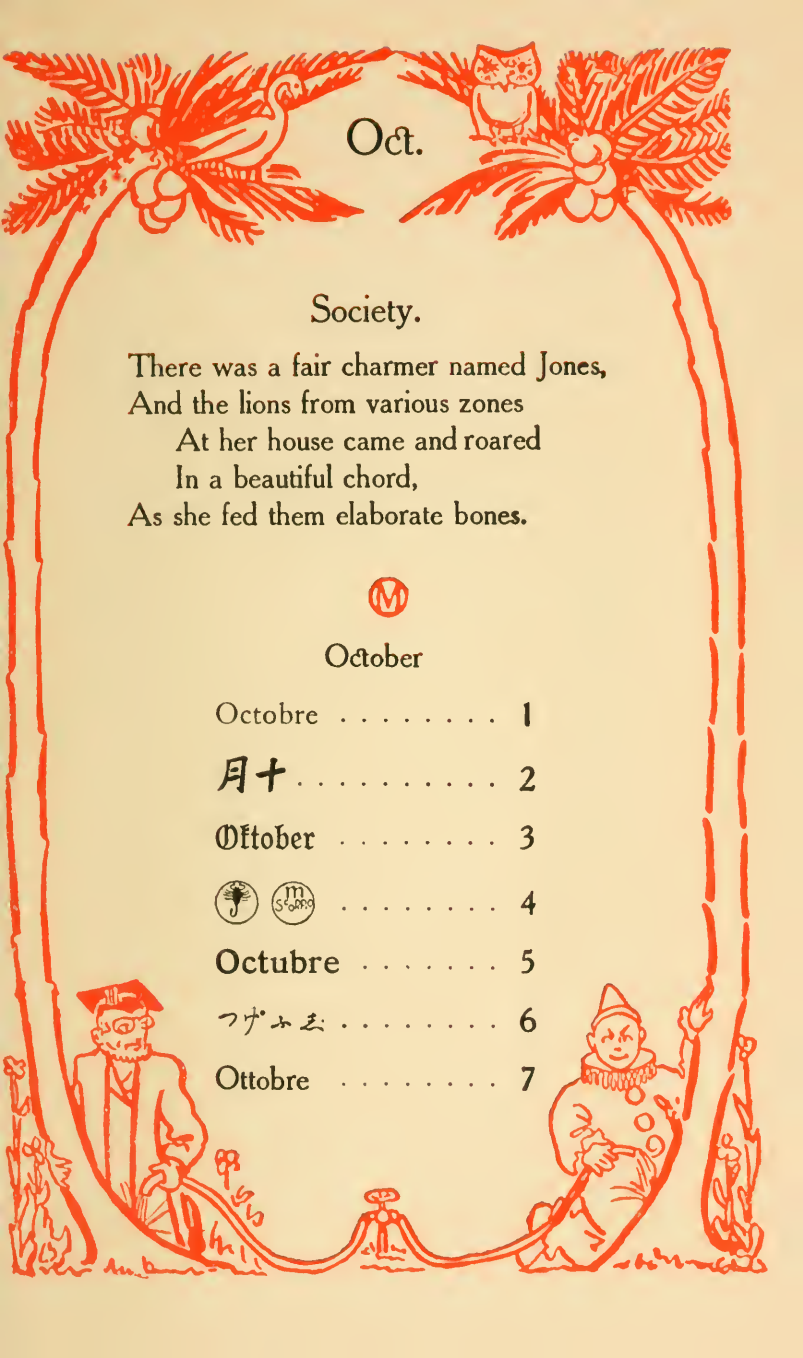 Oct.
Society.
There was a fair charmer named Jones,
And the lions from various zones
At her house came and roared
In a beautiful chord,
As she fed them elaborate bones.
M
October
Octobre . . . . . . . . 1
月十 . . . . . . . . . . 2
Oktober . . . . . . . . 3
m Scorpio . . . . . . . . 4
Octubre . . . . . . . 5
. . . . . . . . 6
Ottobre . . . . . . . . 7